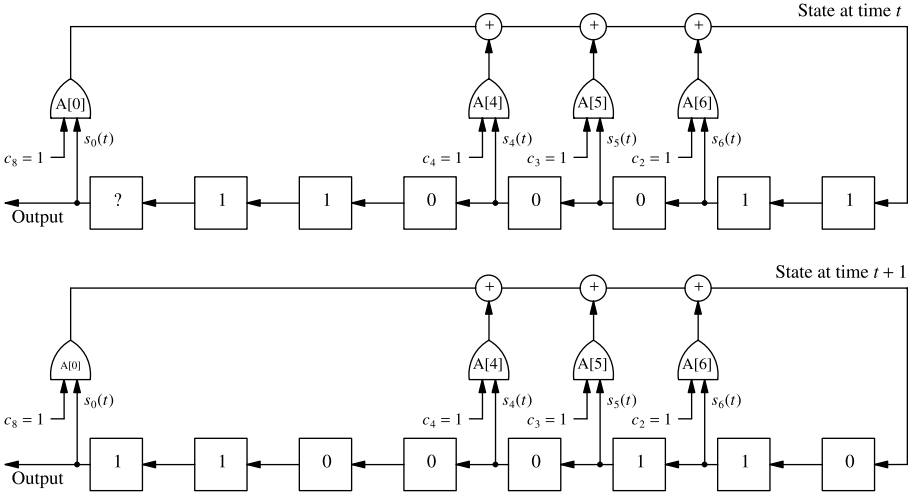 State at time t
+ + +
A[0] A[4] A[5] A[6]
s₀(t) s₄(t) s₅(t) s₆(t)
c₈ = 1 c₄ = 1 c₃ = 1 c₂ = 1
? 1 1 0 0 0 1 1
Output
State at time t + 1
+ + +
A[0] A[4] A[5] A[6]
s₀(t) s₄(t) s₅(t) s₆(t)
c₈ = 1 c₄ = 1 c₃ = 1 c₂ = 1
1 1 0 0 0 1 1 0
Output